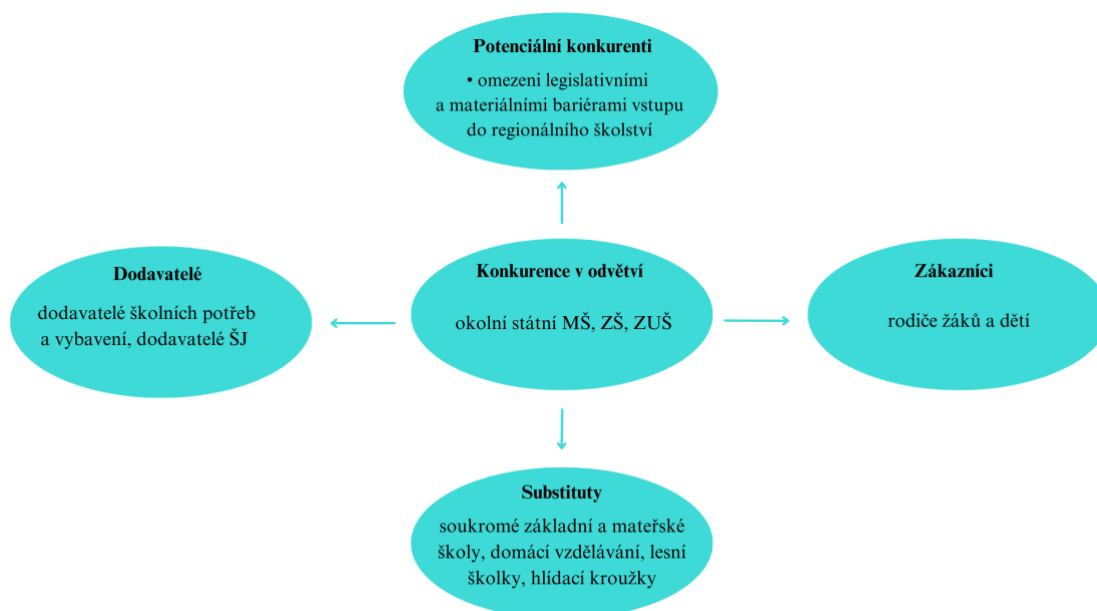 Potenciální konkurenti
• omezeni legislativními
a materiálními bariérami vstupu
do regionálního školství
Dodavatelé
dodavatelé školních potřeb
a vybavení, dodavatelé ŠJ
Konkurence v odvětví
okolní státní MŠ, ZŠ, ZUŠ
Zákazníci
rodiče žáků a dětí
Substituty
soukromé základní a mateřské
školy, domácí vzdělávání, lesní
školky, hlídací kroužky